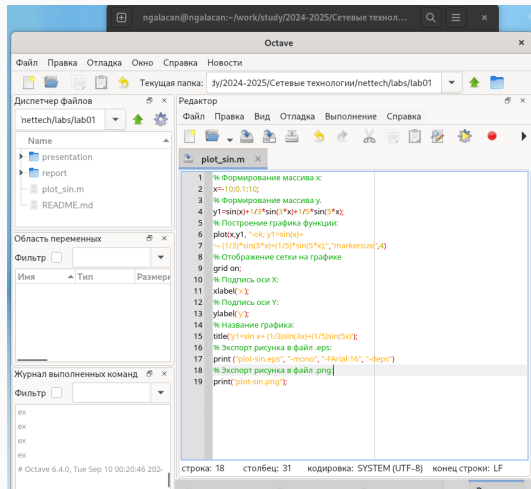 ngalacan@ngalacan:~/work/study/2024-2025/Сетевые технол...
Octave
Файл Правка Отладка Окно Справка Новости
Текущая папка: зу/2024-2025/Сетевые технологии/nettech/labs/lab01
Диспетчер файлов
'nettech/labs/lab01
Name
presentation
report
plot_sin.m
README.md
Область переменных
Фильтр
Имя Тип Размерн
Журнал выполненных команд
Фильтр
ex
ex
ex
ex
# Octave 6.4.0, Tue Sep 10 00:20:46 202
Редактор
Файл Правка Вид Отладка Выполнение Справка
plot_sin.m
1 % Формирование массива x:
2 x=-10:0.1:10;
3 % Формирование массива y.
4 y1=sin(x)+1/3*sin(3*x)+1/5*sin(5*x);
5 % Построение графика функции:
6 plot(x,y1, "-ok; y1=sin(x)+
7 ↪ (1/3)*sin(3*x)+(1/5)*sin(5*x);","markersize",4)
8 % Отображение сетки на графике
9 grid on;
10 % Подпись оси X:
11 xlabel('x');
12 % Подпись оси Y:
13 ylabel('y');
14 % Название графика:
15 title('y1=sin x+ (1/3)sin(3x)+(1/5)sin(5x)');
16 % Экспорт рисунка в файл .eps:
17 print ("plot-sin.eps", "-mono", "-FArial:16", "-deps")
18 % Экспорт рисунка в файл .png:
19 print("plot-sin.png");
строка: 18 столбец: 31 кодировка: SYSTEM (UTF-8) конец строки: LF